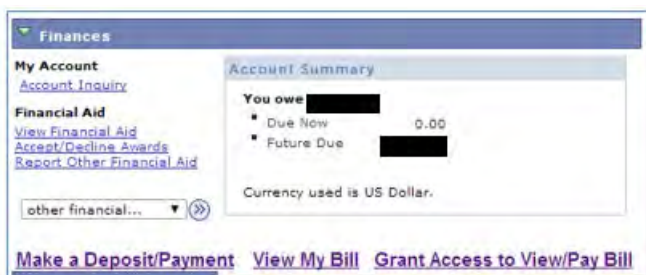 Finances
My Account
Account Inquiry
Financial Aid
View Financial Aid
Accept/Decline Awards
Report Other Financial Aid
other financial...
Account Summary
You owe
Due Now 0.00
Future Due
Currency used is US Dollar.
Make a Deposit/Payment View My Bill Grant Access to View/Pay Bill